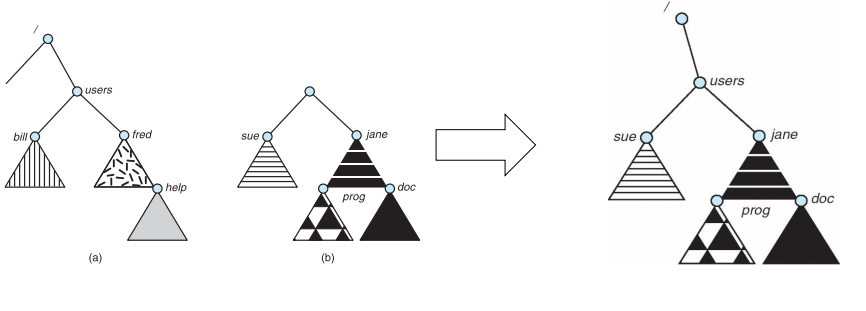 /
users
bill
fred
help
(a)
sue
jane
prog
doc
(b)
/
users
sue
jane
prog
doc